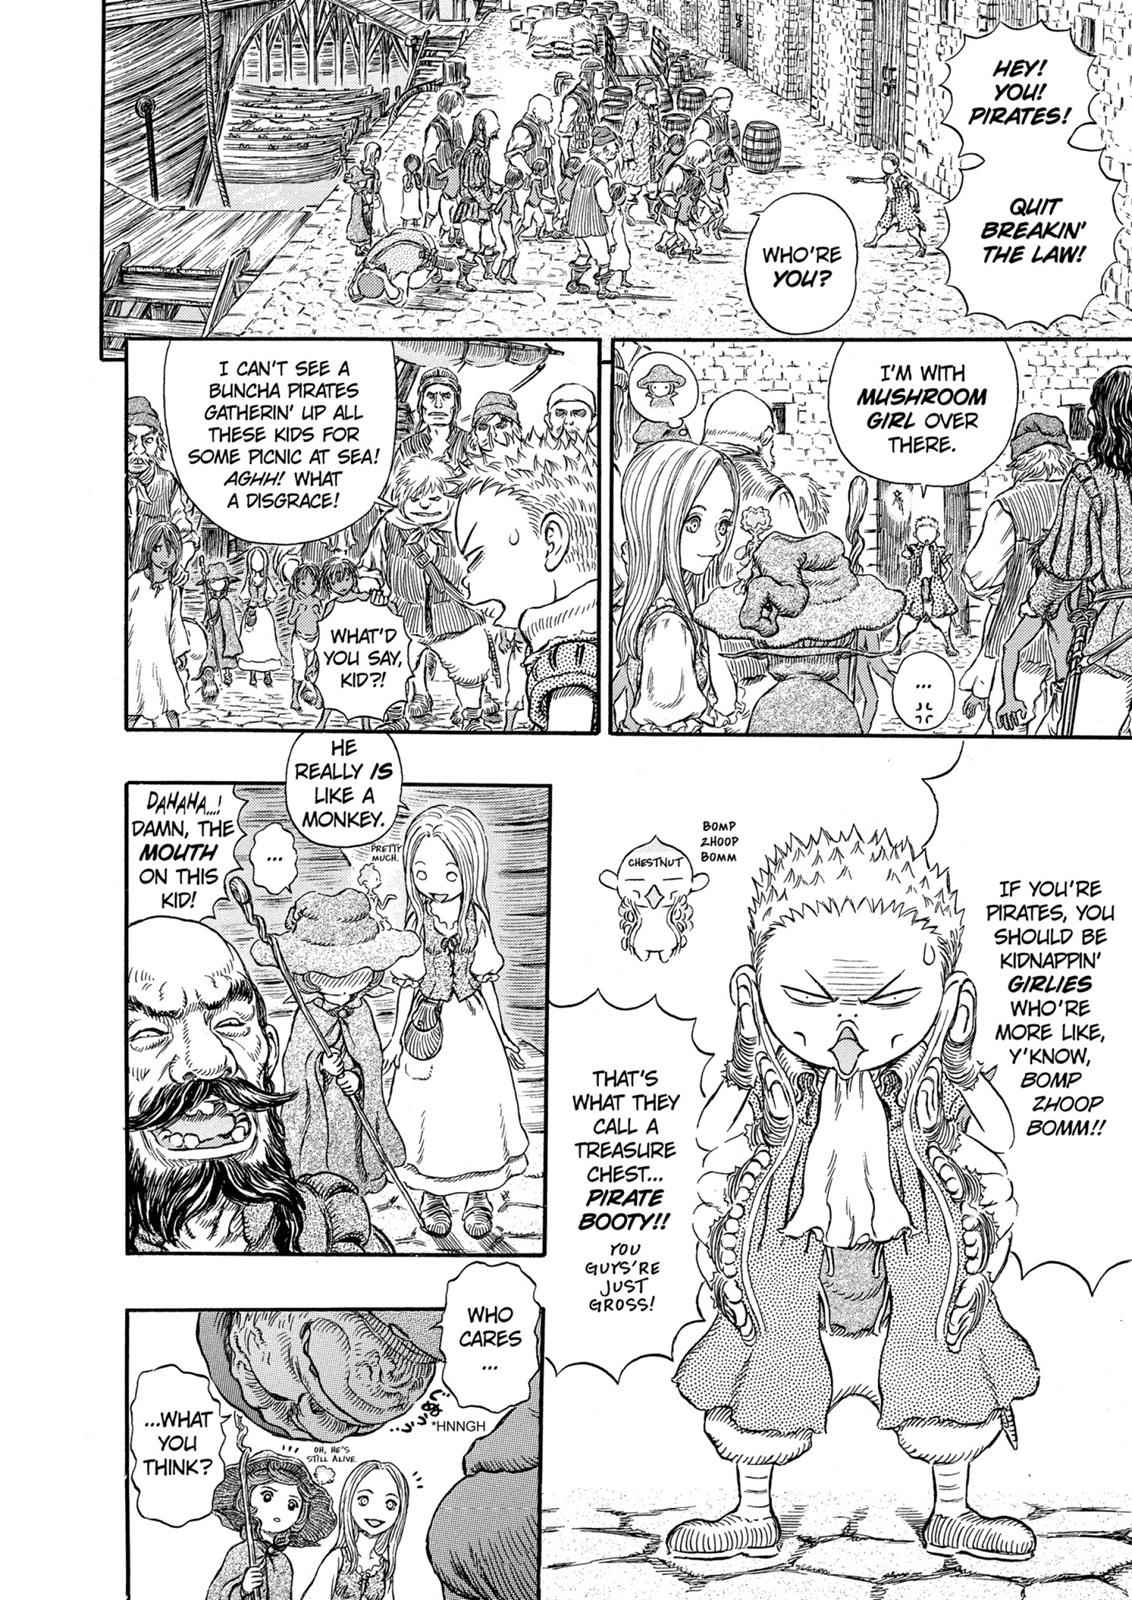 HEY!
YOU!
PIRATES!
QUIT
BREAKIN'
THE LAW!
WHO'RE
YOU?
I CAN'T SEE A
BUNCHA PIRATES
GATHERIN' UP ALL
THESE KIDS FOR
SOME PICNIC AT SEA!
AGHH! WHAT
A DISGRACE!
WHAT'D
YOU SAY,
KID?!
I'M WITH
MUSHROOM
GIRL OVER
THERE.
...
HE
REALLY IS
LIKE A
MONKEY.
PRETTY
MUCH.
...
DAHAHA...!
DAMN, THE
MOUTH
ON THIS
KID!
IF YOU'RE
PIRATES, YOU
SHOULD BE
KIDNAPPIN'
GIRLIES
WHO'RE
MORE LIKE,
Y'KNOW,
BOMP
ZHOOP
BOMM!!
BOMP
ZHOOP
BOMM
CHESTNUT
THAT'S
WHAT THEY
CALL A
TREASURE
CHEST...
PIRATE
BOOTY!!
YOU
GUYS'RE
JUST
GROSS!
WHO
CARES
...
*HNNGH
OH, HE'S
STILL ALIVE.
...WHAT
YOU
THINK?